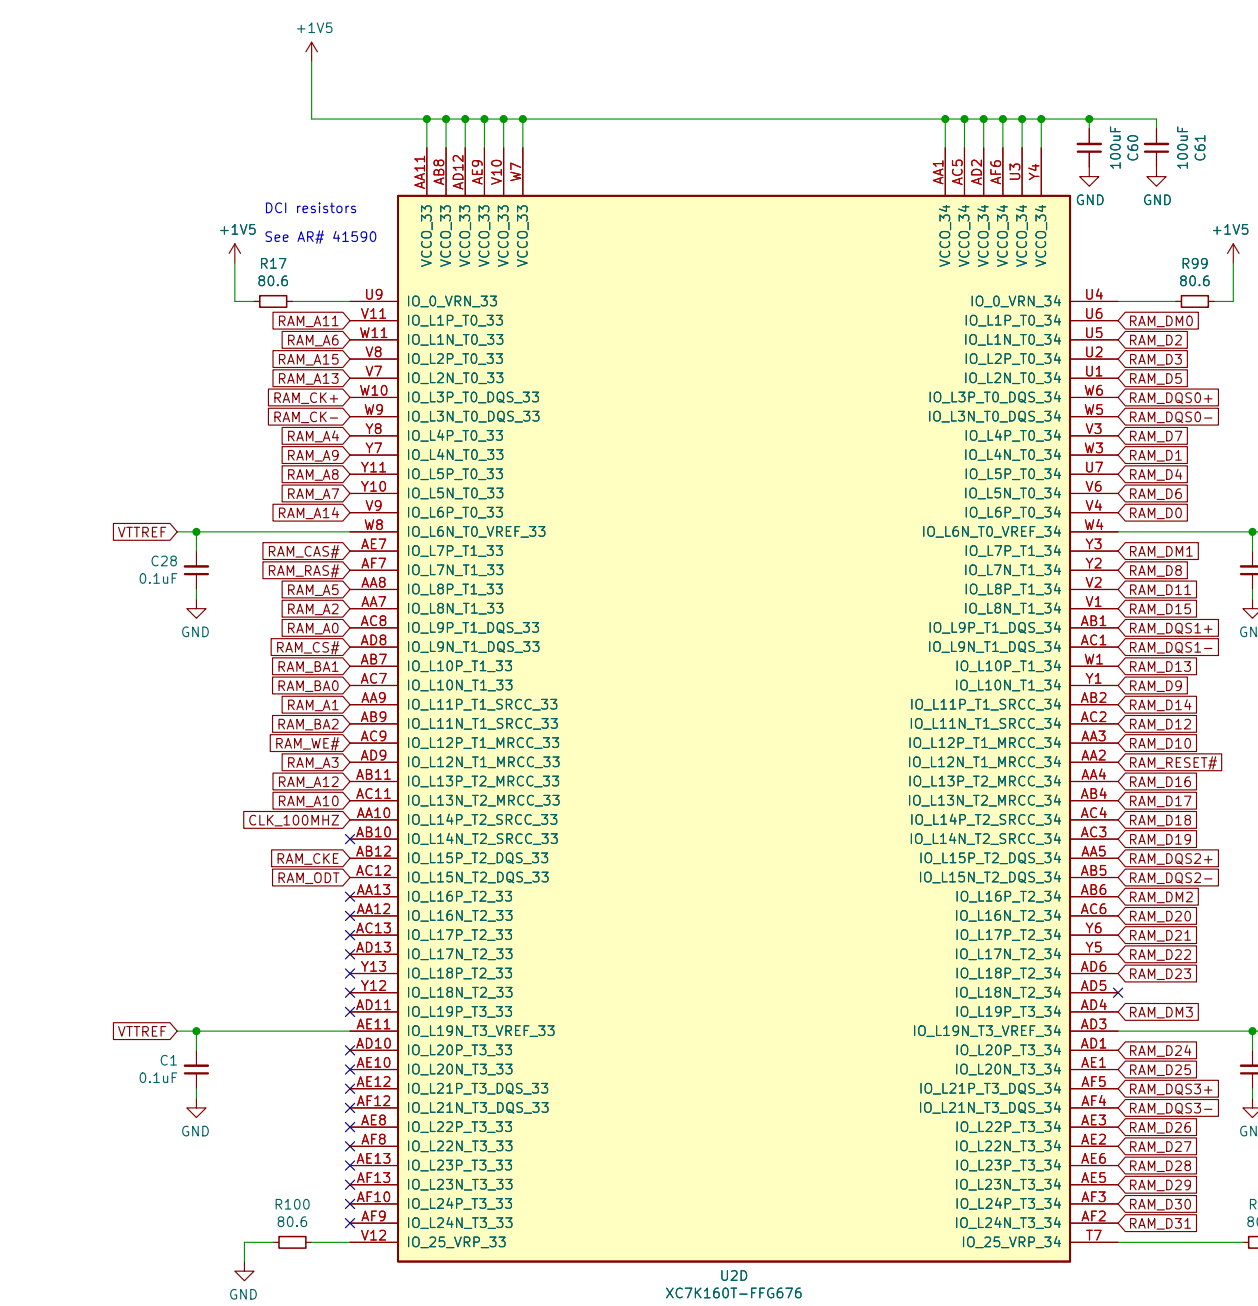 +1V5
100uF
C60
100uF
C61
AA11
AB8
AD12
AE9
V10
W7
AA1
AC5
AD2
AF6
U3
Y4
GND
GND
DCI resistors
See AR# 41590
VCCO_33
VCCO_33
VCCO_33
VCCO_33
VCCO_33
VCCO_33
VCCO_34
VCCO_34
VCCO_34
VCCO_34
VCCO_34
VCCO_34
+1V5
+1V5
R17
80.6
R99
80.6
U9 IO_0_VRN_33 IO_0_VRN_34 U4
RAM_A11 V11 IO_L1P_T0_33 IO_L1P_T0_34 U6 RAM_DM0
RAM_A6 W11 IO_L1N_T0_33 IO_L1N_T0_34 U5 RAM_D2
RAM_A15 V8 IO_L2P_T0_33 IO_L2P_T0_34 U2 RAM_D3
RAM_A13 V7 IO_L2N_T0_33 IO_L2N_T0_34 U1 RAM_D5
RAM_CK+ W10 IO_L3P_T0_DQS_33 IO_L3P_T0_DQS_34 W6 RAM_DQS0+
RAM_CK- W9 IO_L3N_T0_DQS_33 IO_L3N_T0_DQS_34 W5 RAM_DQS0-
RAM_A4 Y8 IO_L4P_T0_33 IO_L4P_T0_34 V3 RAM_D7
RAM_A9 Y7 IO_L4N_T0_33 IO_L4N_T0_34 W3 RAM_D1
RAM_A8 Y11 IO_L5P_T0_33 IO_L5P_T0_34 U7 RAM_D4
RAM_A7 Y10 IO_L5N_T0_33 IO_L5N_T0_34 V6 RAM_D6
RAM_A14 V9 IO_L6P_T0_33 IO_L6P_T0_34 V4 RAM_D0
VTTREF W8 IO_L6N_T0_VREF_33 IO_L6N_T0_VREF_34 W4
RAM_CAS# AE7 IO_L7P_T1_33 IO_L7P_T1_34 Y3 RAM_DM1
C28
0.1uF
RAM_RAS# AF7 IO_L7N_T1_33 IO_L7N_T1_34 Y2 RAM_D8
RAM_A5 AA8 IO_L8P_T1_33 IO_L8P_T1_34 V2 RAM_D11
RAM_A2 AA7 IO_L8N_T1_33 IO_L8N_T1_34 V1 RAM_D15
GND
RAM_A0 AC8 IO_L9P_T1_DQS_33 IO_L9P_T1_DQS_34 AB1 RAM_DQS1+
RAM_CS# AD8 IO_L9N_T1_DQS_33 IO_L9N_T1_DQS_34 AC1 RAM_DQS1-
RAM_BA1 AB7 IO_L10P_T1_33 IO_L10P_T1_34 W1 RAM_D13
RAM_BA0 AC7 IO_L10N_T1_33 IO_L10N_T1_34 Y1 RAM_D9
RAM_A1 AA9 IO_L11P_T1_SRCC_33 IO_L11P_T1_SRCC_34 AB2 RAM_D14
RAM_BA2 AB9 IO_L11N_T1_SRCC_33 IO_L11N_T1_SRCC_34 AC2 RAM_D12
RAM_WE# AC9 IO_L12P_T1_MRCC_33 IO_L12P_T1_MRCC_34 AA3 RAM_D10
RAM_A3 AD9 IO_L12N_T1_MRCC_33 IO_L12N_T1_MRCC_34 AA2 RAM_RESET#
RAM_A12 AB11 IO_L13P_T2_MRCC_33 IO_L13P_T2_MRCC_34 AA4 RAM_D16
RAM_A10 AC11 IO_L13N_T2_MRCC_33 IO_L13N_T2_MRCC_34 AB4 RAM_D17
CLK_100MHZ AA10 IO_L14P_T2_SRCC_33 IO_L14P_T2_SRCC_34 AC4 RAM_D18
AB10 IO_L14N_T2_SRCC_33 IO_L14N_T2_SRCC_34 AC3 RAM_D19
RAM_CKE AB12 IO_L15P_T2_DQS_33 IO_L15P_T2_DQS_34 AA5 RAM_DQS2+
RAM_ODT AC12 IO_L15N_T2_DQS_33 IO_L15N_T2_DQS_34 AB5 RAM_DQS2-
AA13 IO_L16P_T2_33 IO_L16P_T2_34 AB6 RAM_DM2
AA12 IO_L16N_T2_33 IO_L16N_T2_34 AC6 RAM_D20
AC13 IO_L17P_T2_33 IO_L17P_T2_34 Y6 RAM_D21
AD13 IO_L17N_T2_33 IO_L17N_T2_34 Y5 RAM_D22
Y13 IO_L18P_T2_33 IO_L18P_T2_34 AD6 RAM_D23
Y12 IO_L18N_T2_33 IO_L18N_T2_34 AD5
AD11 IO_L19P_T3_33 IO_L19P_T3_34 AD4 RAM_DM3
VTTREF AE11 IO_L19N_T3_VREF_33 IO_L19N_T3_VREF_34 AD3
AD10 IO_L20P_T3_33 IO_L20P_T3_34 AD1 RAM_D24
C1
0.1uF
AE10 IO_L20N_T3_33 IO_L20N_T3_34 AE1 RAM_D25
AE12 IO_L21P_T3_DQS_33 IO_L21P_T3_DQS_34 AF5 RAM_DQS3+
AF12 IO_L21N_T3_DQS_33 IO_L21N_T3_DQS_34 AF4 RAM_DQS3-
AE8 IO_L22P_T3_33 IO_L22P_T3_34 AE3 RAM_D26
GND
AF8 IO_L22N_T3_33 IO_L22N_T3_34 AE2 RAM_D27
AE13 IO_L23P_T3_33 IO_L23P_T3_34 AE6 RAM_D28
AF13 IO_L23N_T3_33 IO_L23N_T3_34 AE5 RAM_D29
AF10 IO_L24P_T3_33 IO_L24P_T3_34 AF3 RAM_D30
AF9 IO_L24N_T3_33 IO_L24N_T3_34 AF2 RAM_D31
R100
80.6
V12 IO_25_VRP_33 IO_25_VRP_34 T7
GND
U2D
XC7K160T-FFG676